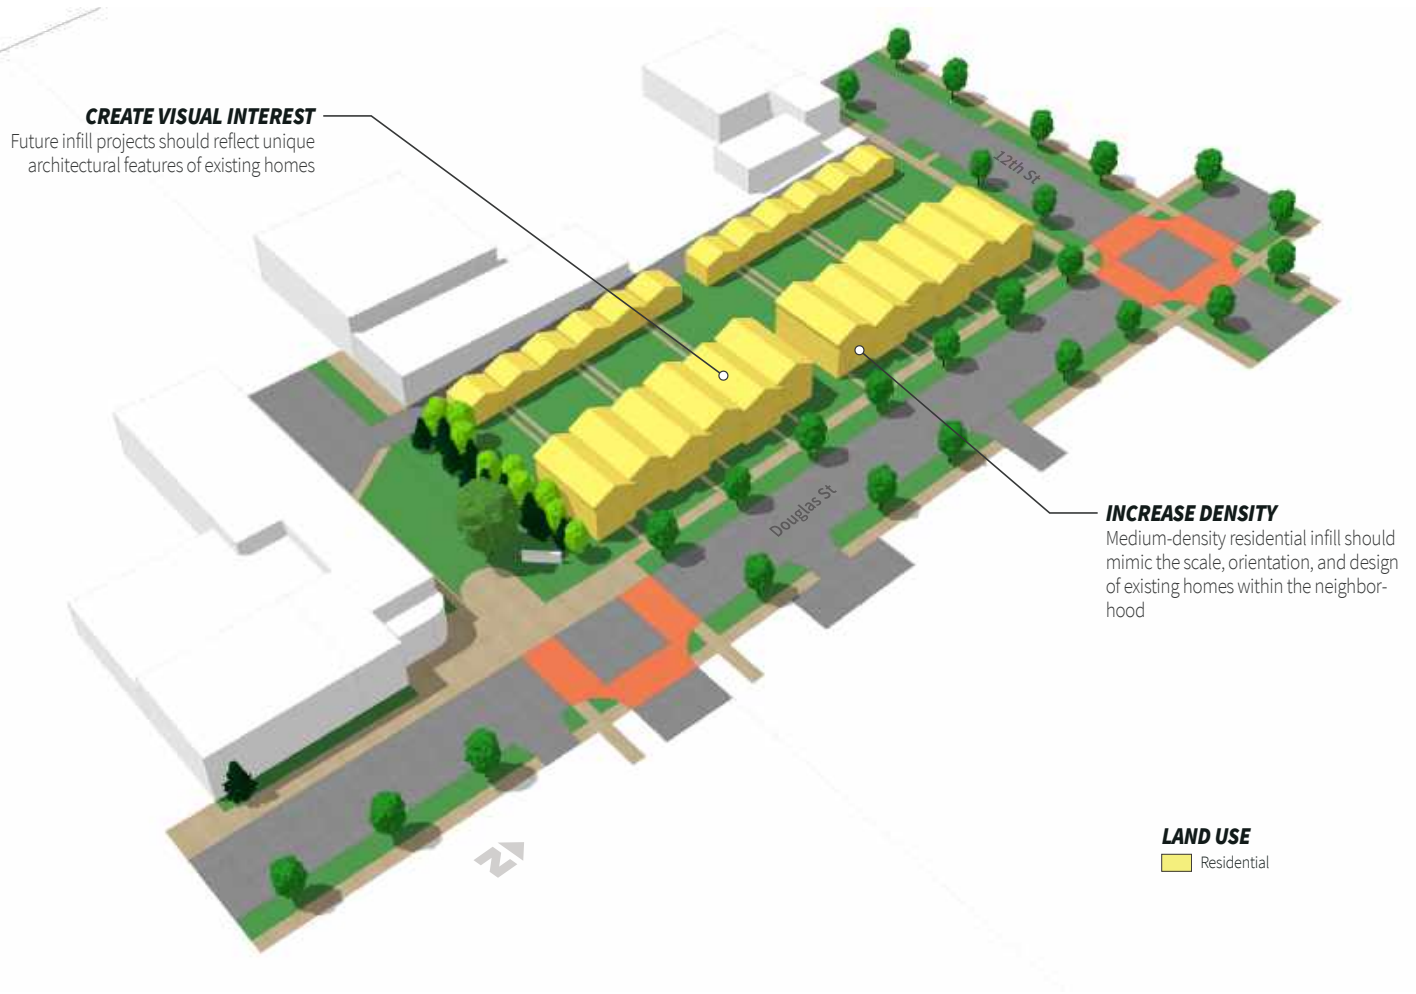 CREATE VISUAL INTEREST
Future infill projects should reflect unique
architectural features of existing homes
12th St
Douglas St
INCREASE DENSITY
Medium-density residential infill should
mimic the scale, orientation, and design
of existing homes within the neighbor-
hood
N
LAND USE
Residential